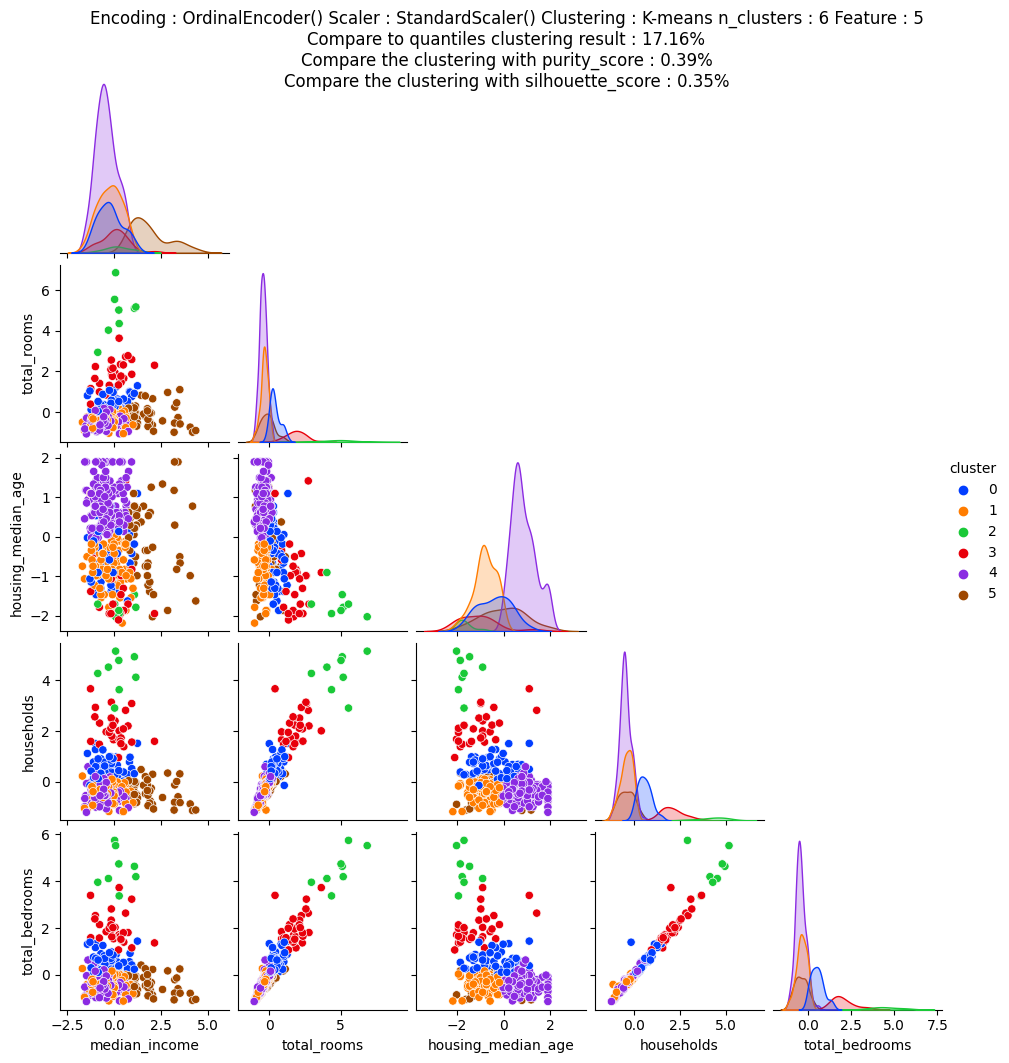 Encoding : OrdinalEncoder() Scaler : StandardScaler() Clustering : K-means n_clusters : 6 Feature : 5
Compare to quantiles clustering result : 17.16%
Compare the clustering with purity_score : 0.39%
Compare the clustering with silhouette_score : 0.35%
6
4
2
0
total_rooms
2
1
0
−1
−2
housing_median_age
cluster
0
1
2
3
4
5
4
2
0
households
6
4
2
0
total_bedrooms
−2.5 0.0 2.5 5.0
0 5
−2 0 2
0.0 2.5 5.0
0.0 2.5 5.0 7.5
median_income
total_rooms
housing_median_age
households
total_bedrooms